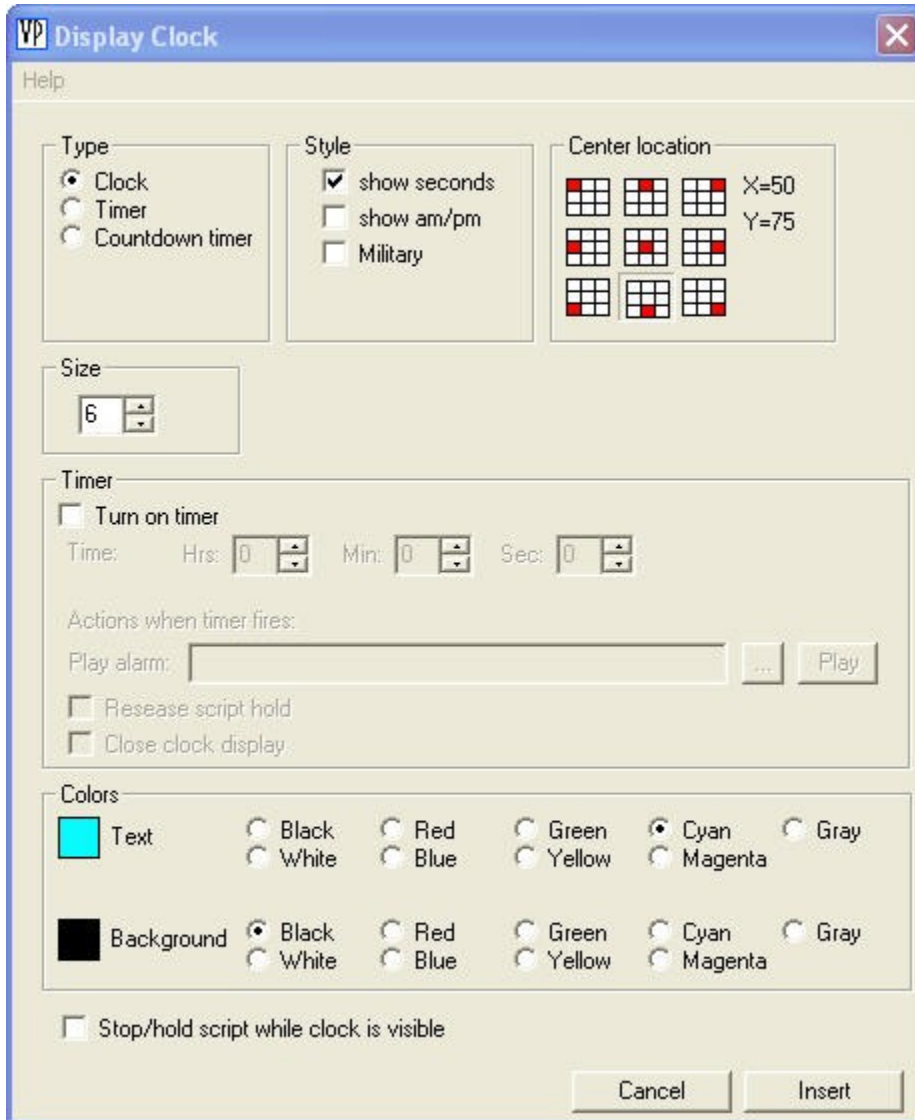 VP Display Clock
Help
Type
Clock
Timer
Countdown timer
Style
show seconds
show am/pm
Military
Center location
X=50
Y=75
Size
6
Timer
Turn on timer
Time: Hrs: 0 Min: 0 Sec: 0
Actions when timer fires:
Play alarm: ... Play
Resease script hold
Close clock display
Colors
Text Black Red Green Cyan Gray
White Blue Yellow Magenta
Background Black Red Green Cyan Gray
White Blue Yellow Magenta
Stop/hold script while clock is visible
Cancel Insert